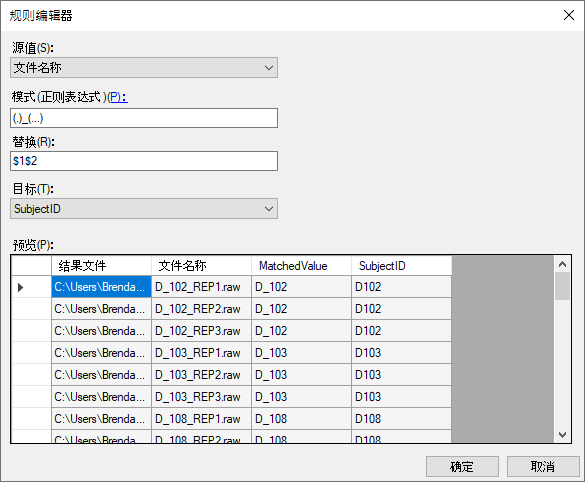 规则编辑器
源值(S):
文件名称
模式(正则表达式)(P):
(.)_(...)
替换(R):
$1$2
目标(T):
SubjectID
预览(P):
结果文件 文件名称 MatchedValue SubjectID
C:\Users\Brenda... D_102_REP1.raw D_102 D102
C:\Users\Brenda... D_102_REP2.raw D_102 D102
C:\Users\Brenda... D_102_REP3.raw D_102 D102
C:\Users\Brenda... D_103_REP1.raw D_103 D103
C:\Users\Brenda... D_103_REP2.raw D_103 D103
C:\Users\Brenda... D_103_REP3.raw D_103 D103
C:\Users\Brenda... D_108_REP1.raw D_108 D108
C:\Users\Brenda... D_108_REP2.raw D_108 D108
确定 取消